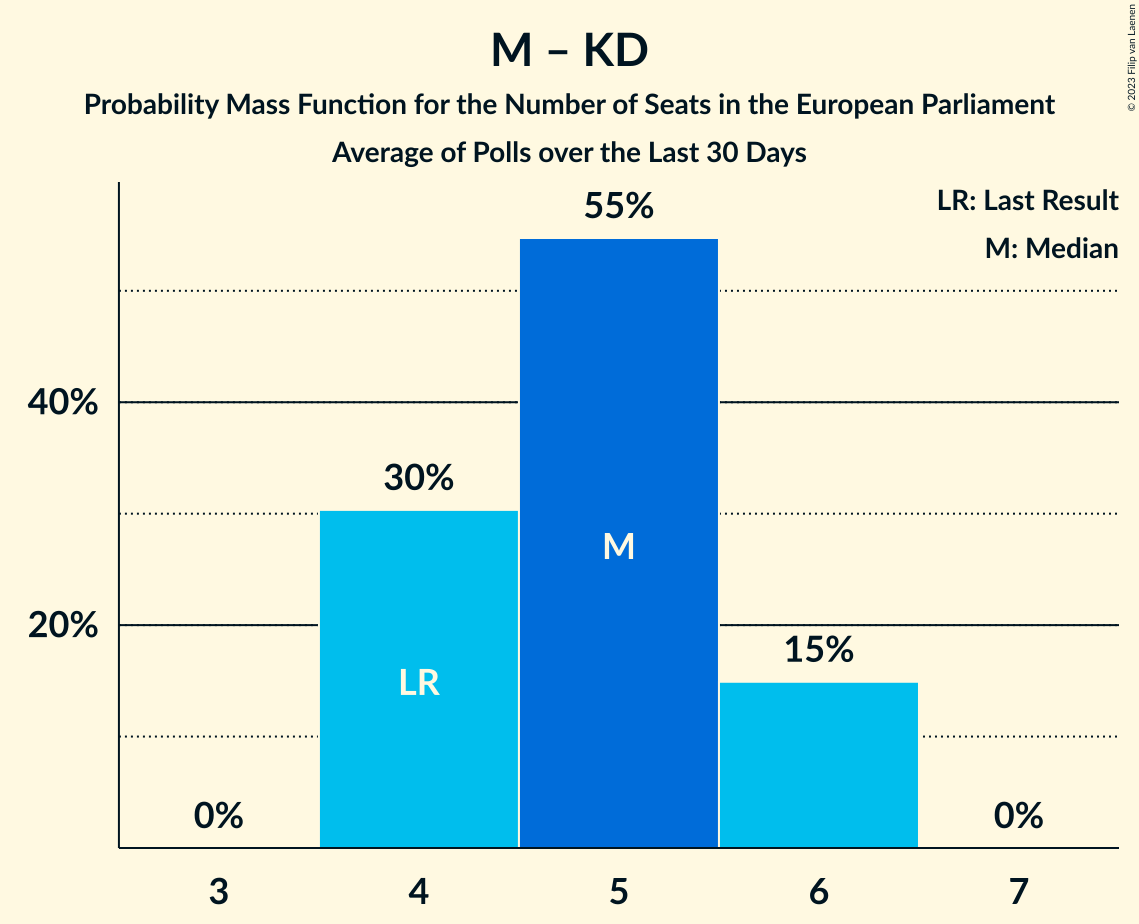 M – KD
Probability Mass Function for the Number of Seats in the European Parliament
Average of Polls over the Last 30 Days
© 2023 Filip van Laenen
LR: Last Result
M: Median
55%
40%
30%
M
20%
15%
LR
0%
0%
3 4 5 6 7